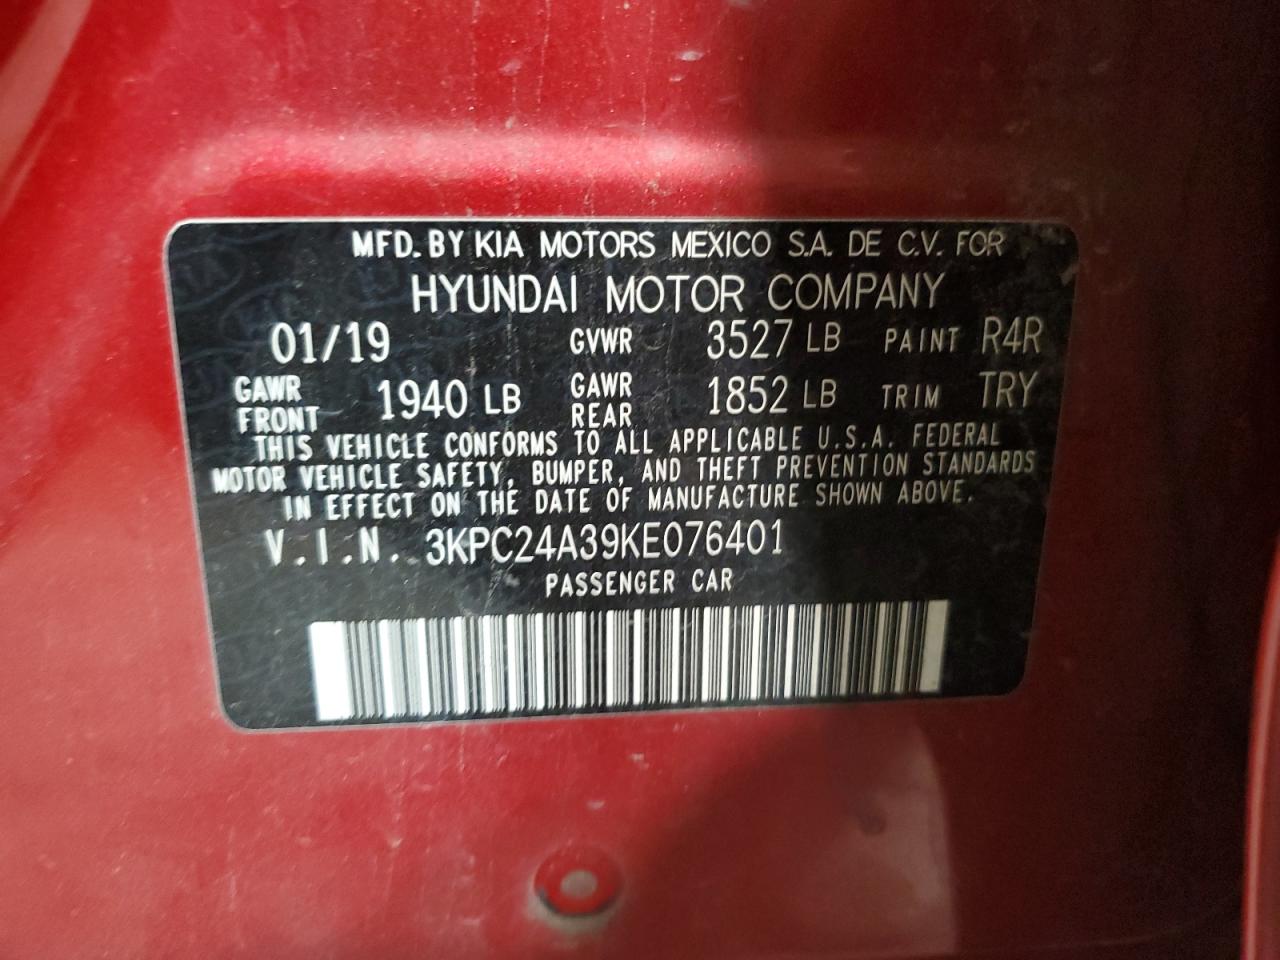 MFD. BY KIA MOTORS MEXICO S.A. DE C.V. FOR
HYUNDAI MOTOR COMPANY
01/19 GVWR 3527 LB PAINT R4R
GAWR FRONT 1940 LB GAWR REAR 1852 LB TRIM TRY
THIS VEHICLE CONFORMS TO ALL APPLICABLE U.S.A. FEDERAL
MOTOR VEHICLE SAFETY, BUMPER, AND THEFT PREVENTION STANDARDS
IN EFFECT ON THE DATE OF MANUFACTURE SHOWN ABOVE.
V.I.N. 3KPC24A39KE076401
PASSENGER CAR